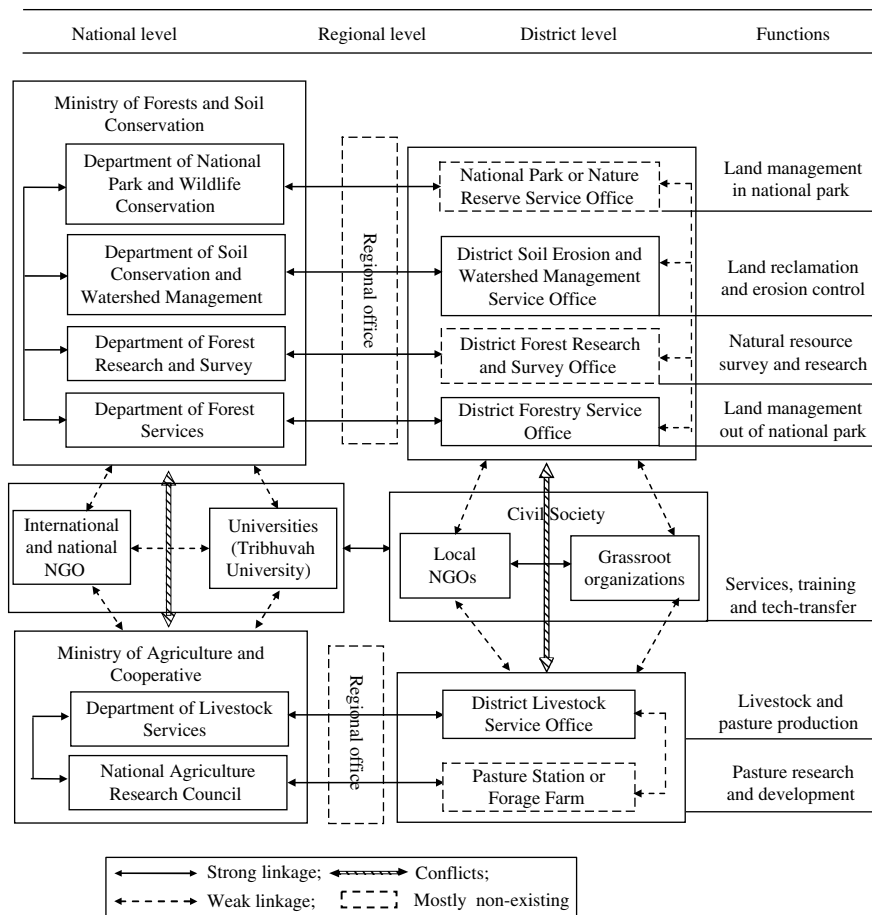 National level
Regional level
District level
Functions
Ministry of Forests and Soil
Conservation
Department of National
Park and Wildlife
Conservation
Department of Soil
Conservation and
Watershed Management
Department of Forest
Research and Survey
Department of Forest
Services
Regional office
National Park or Nature
Reserve Service Office
District Soil Erosion and
Watershed Management
Service Office
District Forest Research
and Survey Office
District Forestry Service
Office
Land management
in national park
Land reclamation
and erosion control
Natural resource
survey and research
Land management
out of national park
International
and national
NGO
Universities
(Tribhuvah
University)
Civil Society
Local
NGOs
Grassroot
organizations
Services, training
and tech-transfer
Ministry of Agriculture and
Cooperative
Department of Livestock
Services
National Agriculture
Research Council
Regional office
District Livestock
Service Office
Pasture Station or
Forage Farm
Livestock and
pasture production
Pasture research
and development
Strong linkage;
Conflicts;
Weak linkage;
Mostly non-existing